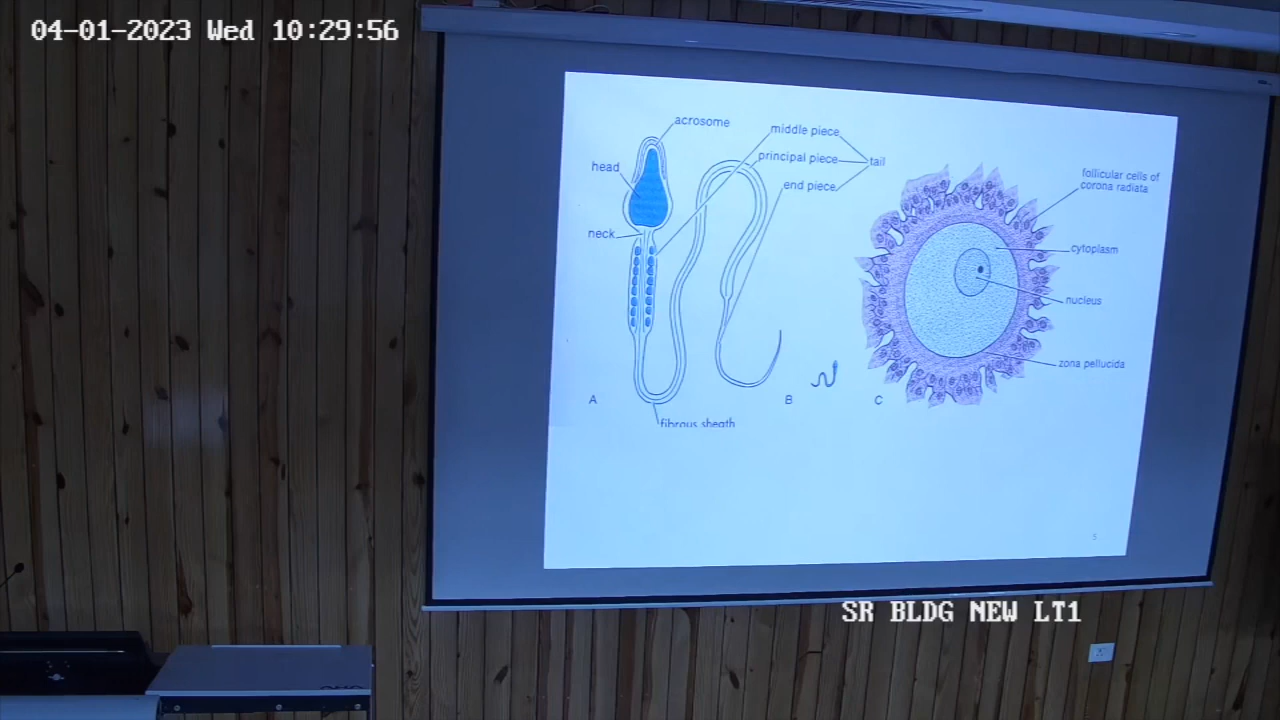 04-01-2023 Wed 10:29:56
acrosome
middle piece
head
principal piece
tail
end piece
neck
follicular cells of
corona radiata
cytoplasm
nucleus
zona pellucida
A
B
C
fibrous sheath
5
SR BLDG NEW LT1